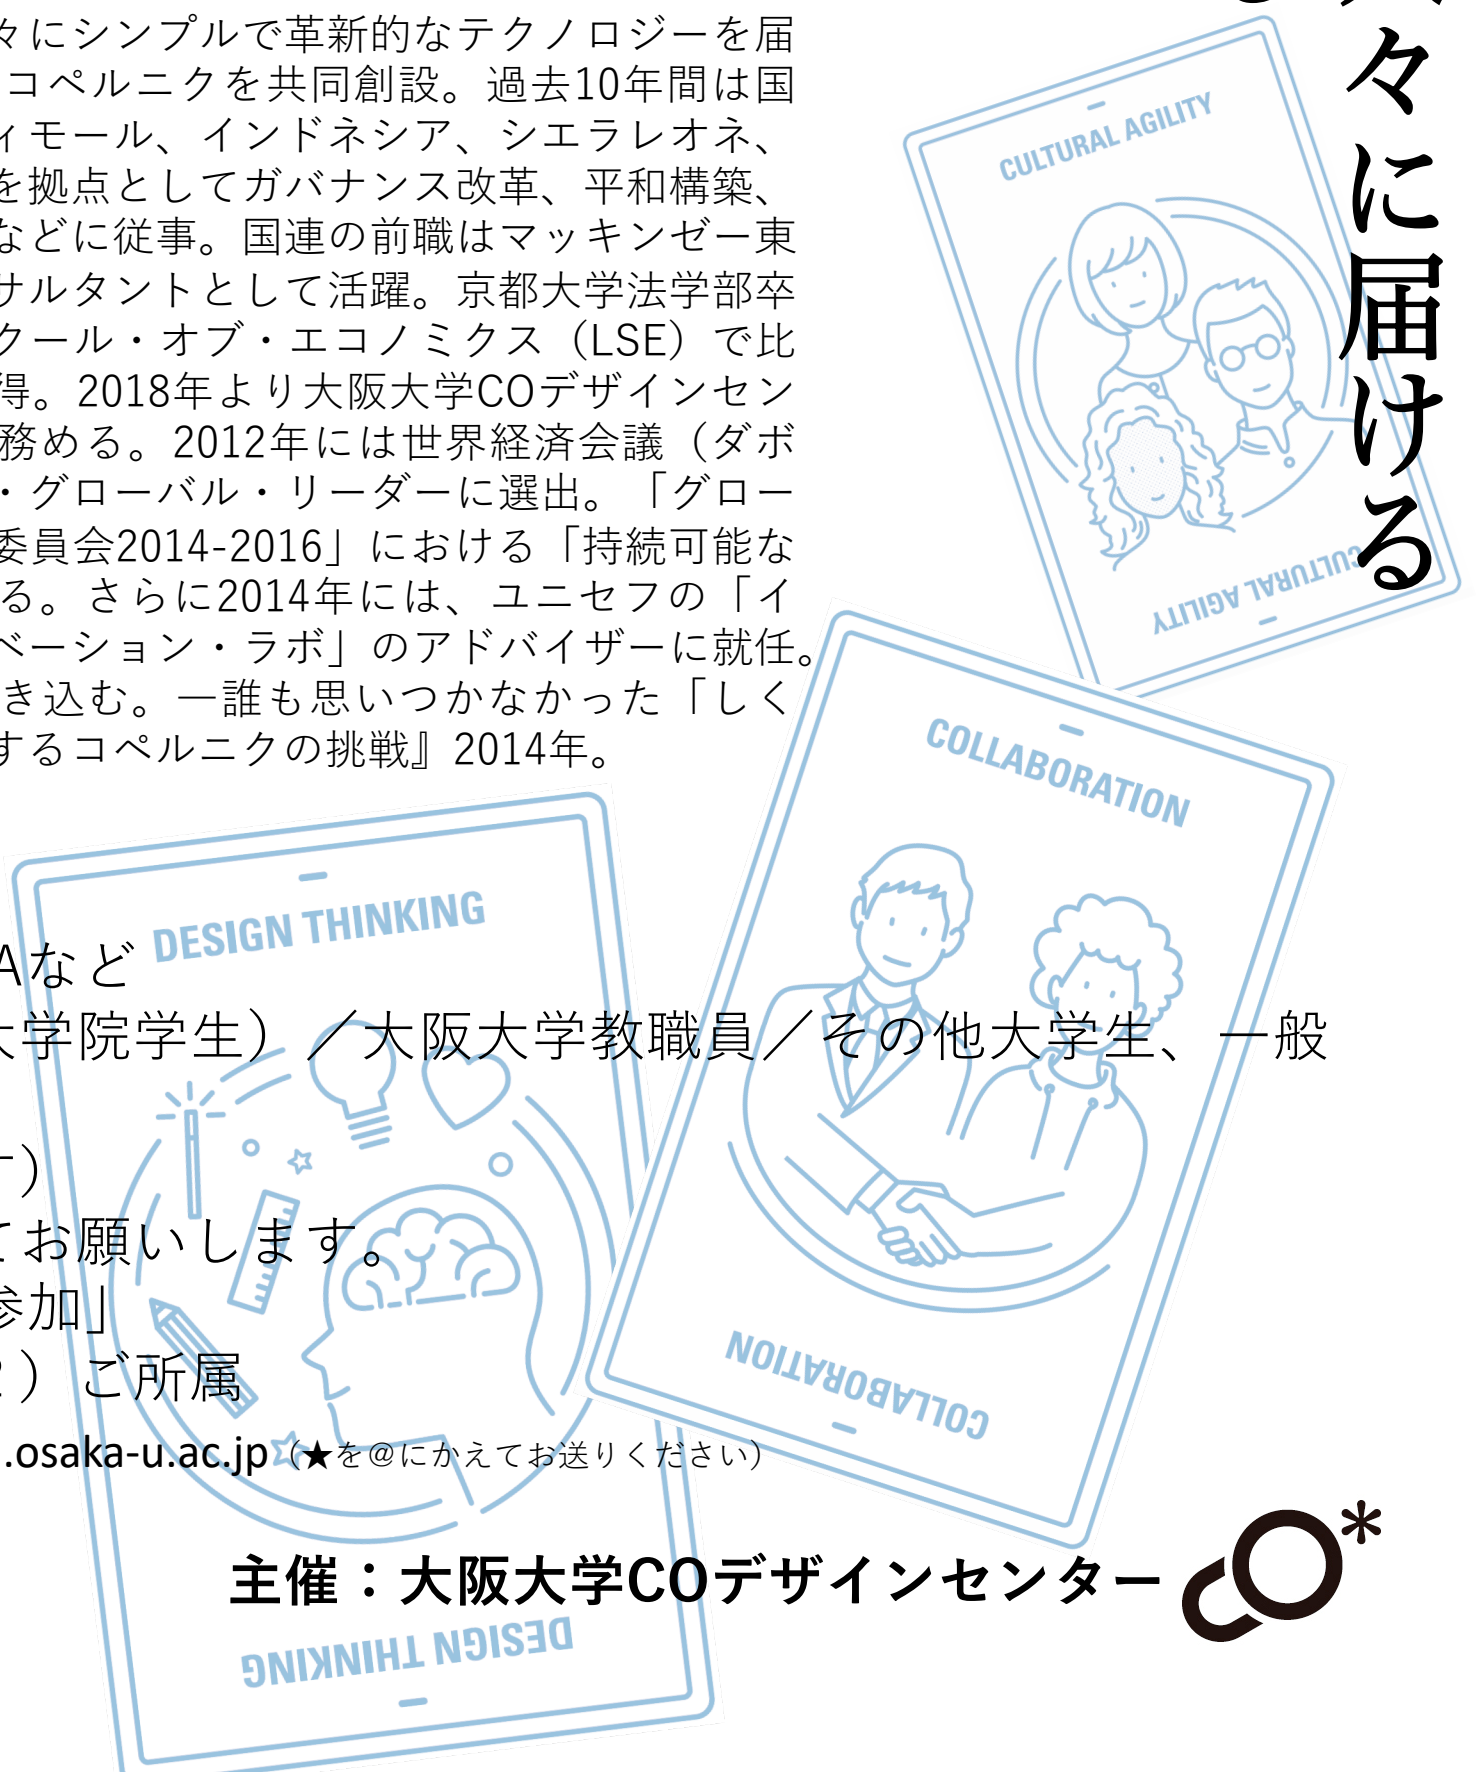 々に届ける
々にシンプルで革新的なテクノロジーを届
コペルニクを共同創設。過去10年間は国
ィモール、インドネシア、シエラレオネ、
を拠点としてガバナンス改革、平和構築、
などに従事。国連の前職はマッキンゼー東
サルタントとして活躍。京都大学法学部卒
クール・オブ・エコノミクス（LSE）で比
得。2018年より大阪大学COデザインセン
務める。2012年には世界経済会議（ダボ
・グローバル・リーダーに選出。「グロー
委員会2014-2016」における「持続可能な
る。さらに2014年には、ユニセフの「イ
ベーション・ラボ」のアドバイザーに就任。
き込む。―誰も思いつかなかった「しく
するコペルニクの挑戦』2014年。
CULTURAL AGILITY
CULTURAL AGILITY
COLLABORATION
COLLABORATION
DESIGN THINKING
Aなど
大学院学生）／大阪大学教職員／その他大学生、一般
す）
てお願いします。
参加」
２）ご所属
.osaka-u.ac.jp（★を＠にかえてお送りください）
主催：大阪大学COデザインセンター
DESIGN THINKING